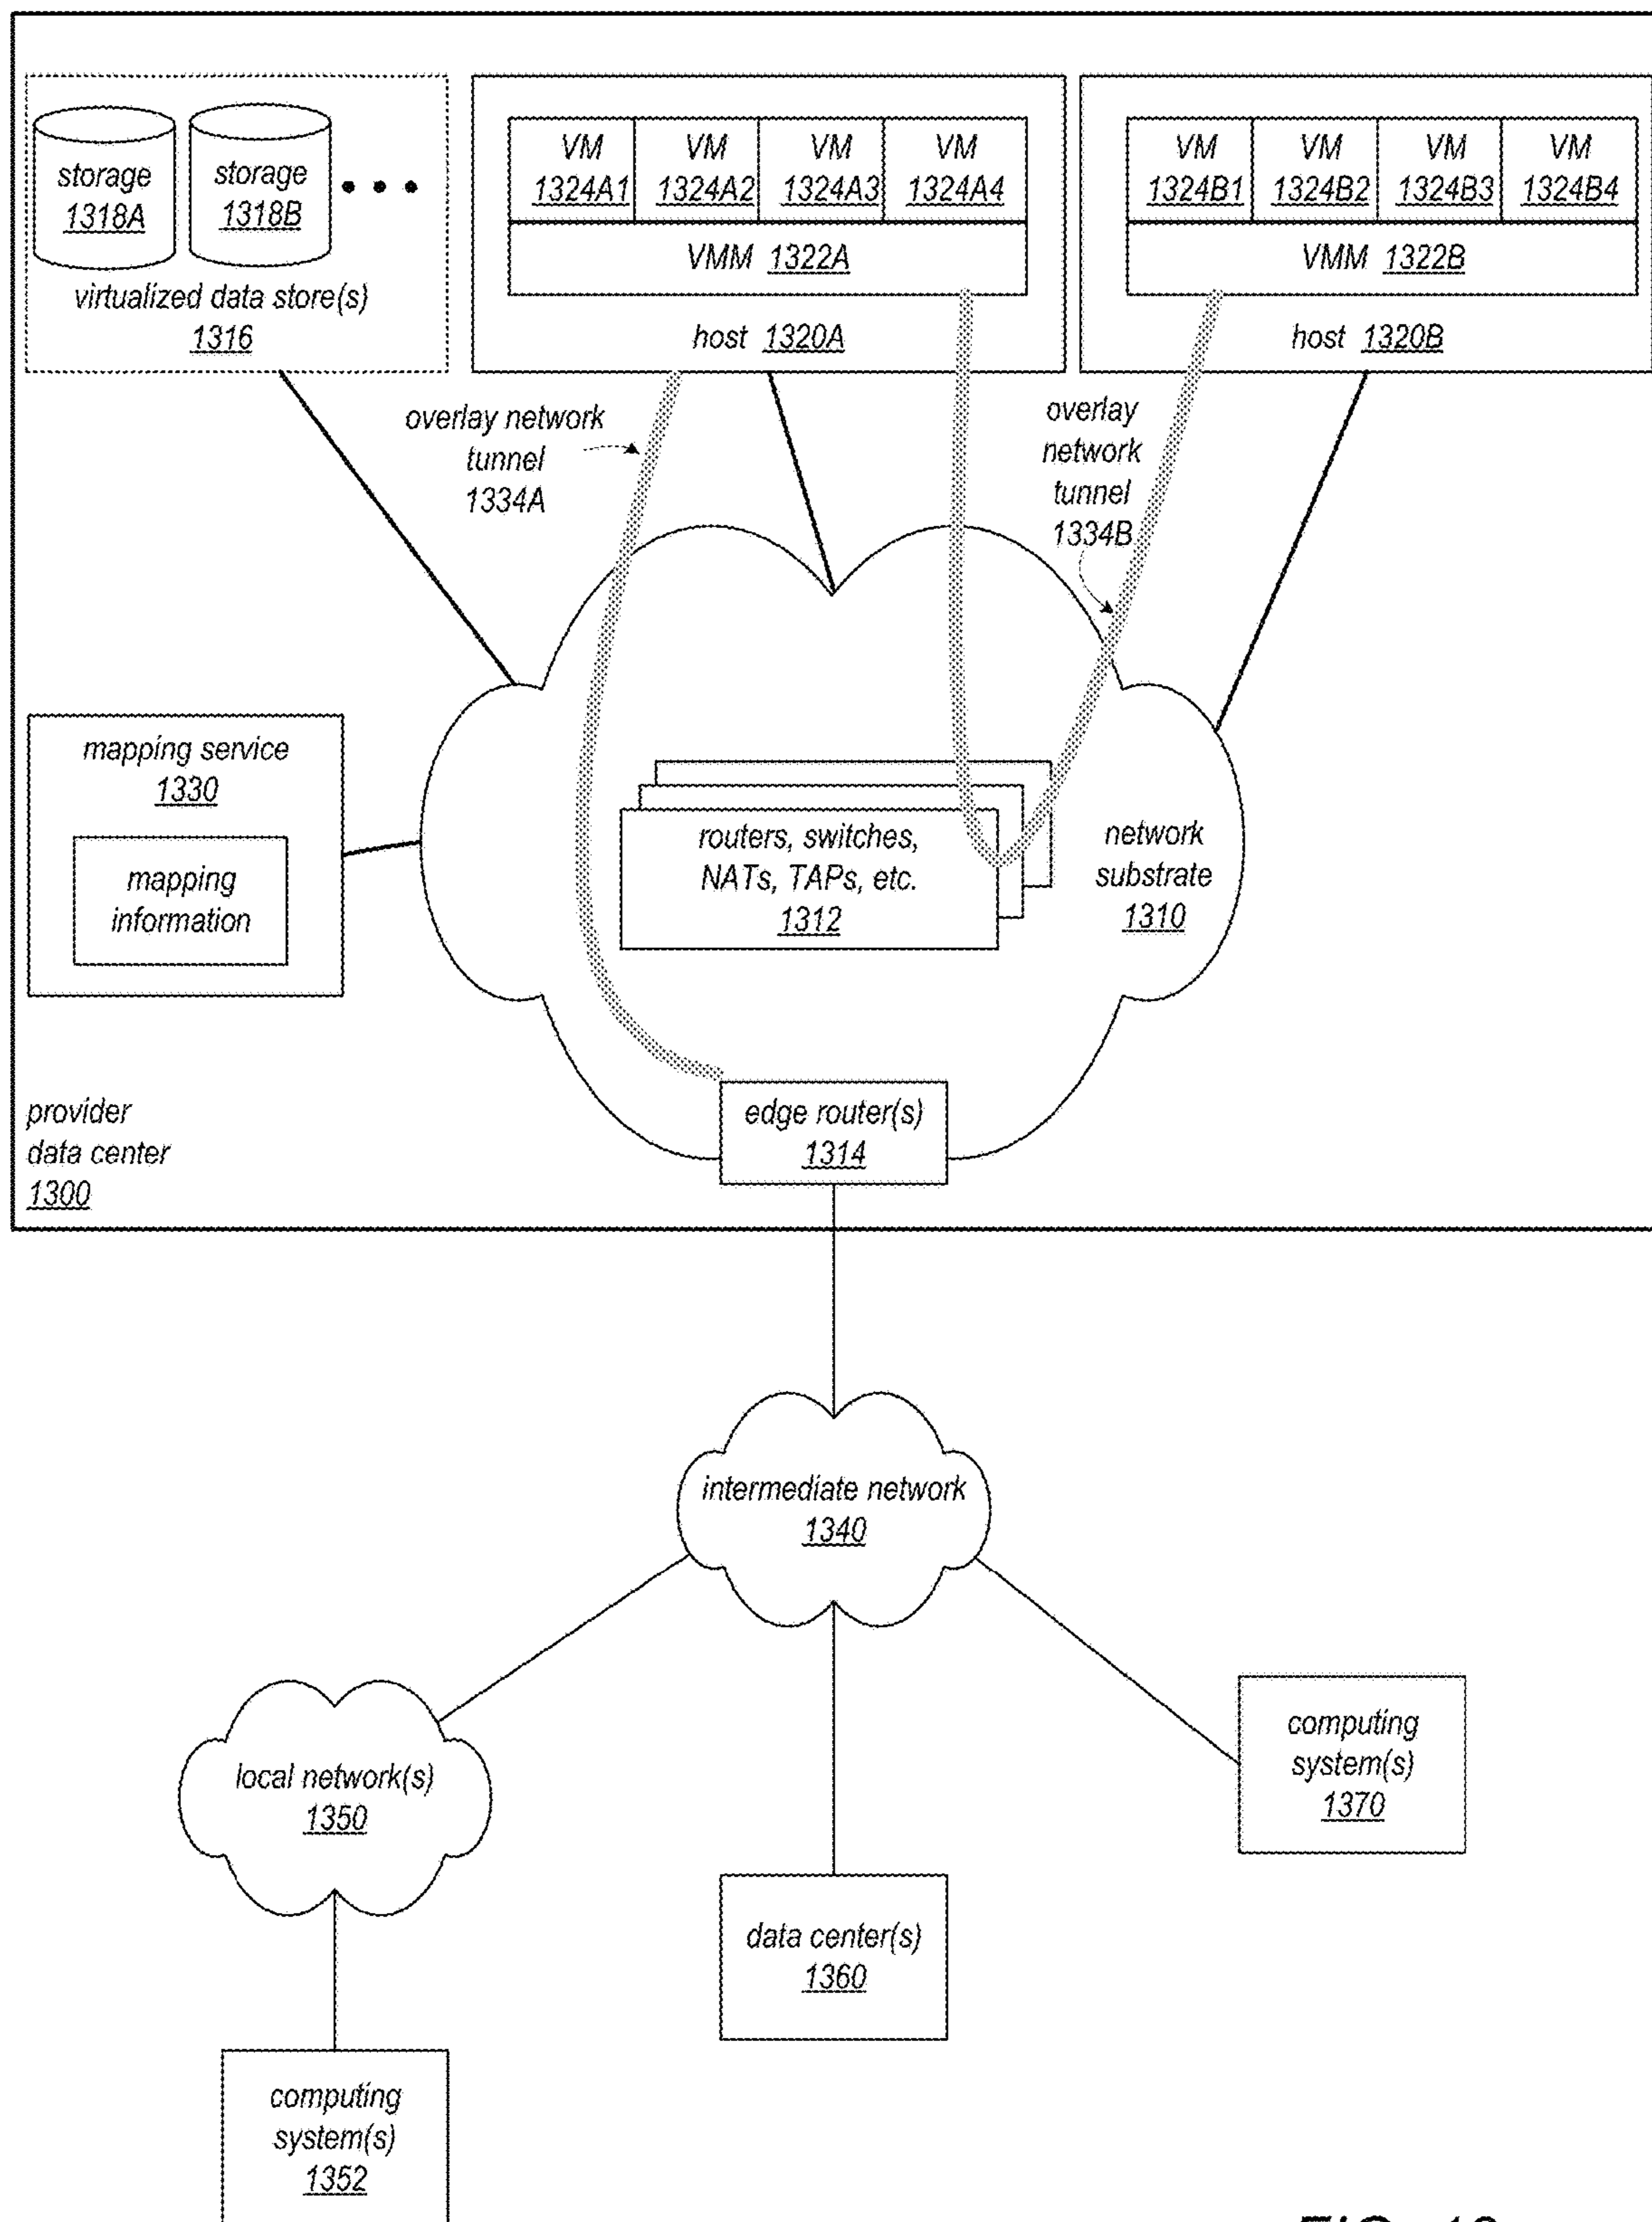 storage
1318A
storage
1318B
virtualized data store(s)
1316
VM
1324A1
VM
1324A2
VM
1324A3
VM
1324A4
VMM 1322A
host 1320A
VM
1324B1
VM
1324B2
VM
1324B3
VM
1324B4
VMM 1322B
host 1320B
overlay network
tunnel
1334A
overlay
network
tunnel
1334B
mapping service
1330
mapping
information
routers, switches,
NATs, TAPs, etc.
1312
network
substrate
1310
provider
data center
1300
edge router(s)
1314
intermediate network
1340
local network(s)
1350
computing
system(s)
1370
data center(s)
1360
computing
system(s)
1352